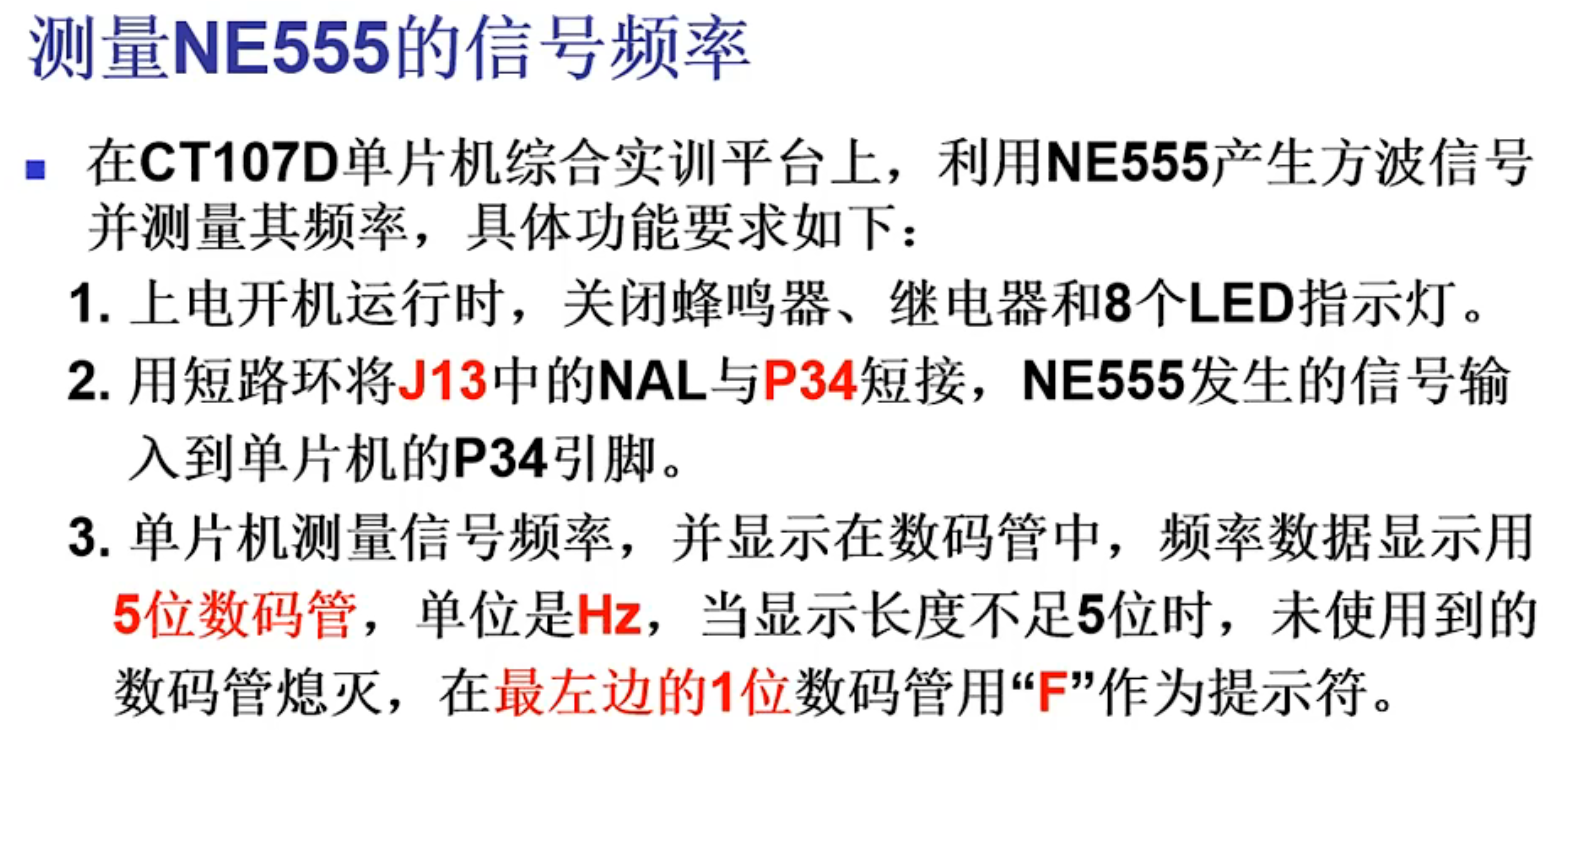 测量NE555的信号频率
在CT107D单片机综合实训平台上，利用NE555产生方波信号
并测量其频率，具体功能要求如下：
1. 上电开机运行时，关闭蜂鸣器、继电器和8个LED指示灯。
2. 用短路环将J13中的NAL与P34短接，NE555发生的信号输
入到单片机的P34引脚。
3. 单片机测量信号频率，并显示在数码管中，频率数据显示用
5位数码管，单位是Hz，当显示长度不足5位时，未使用到的
数码管熄灭，在最左边的1位数码管用“F”作为提示符。